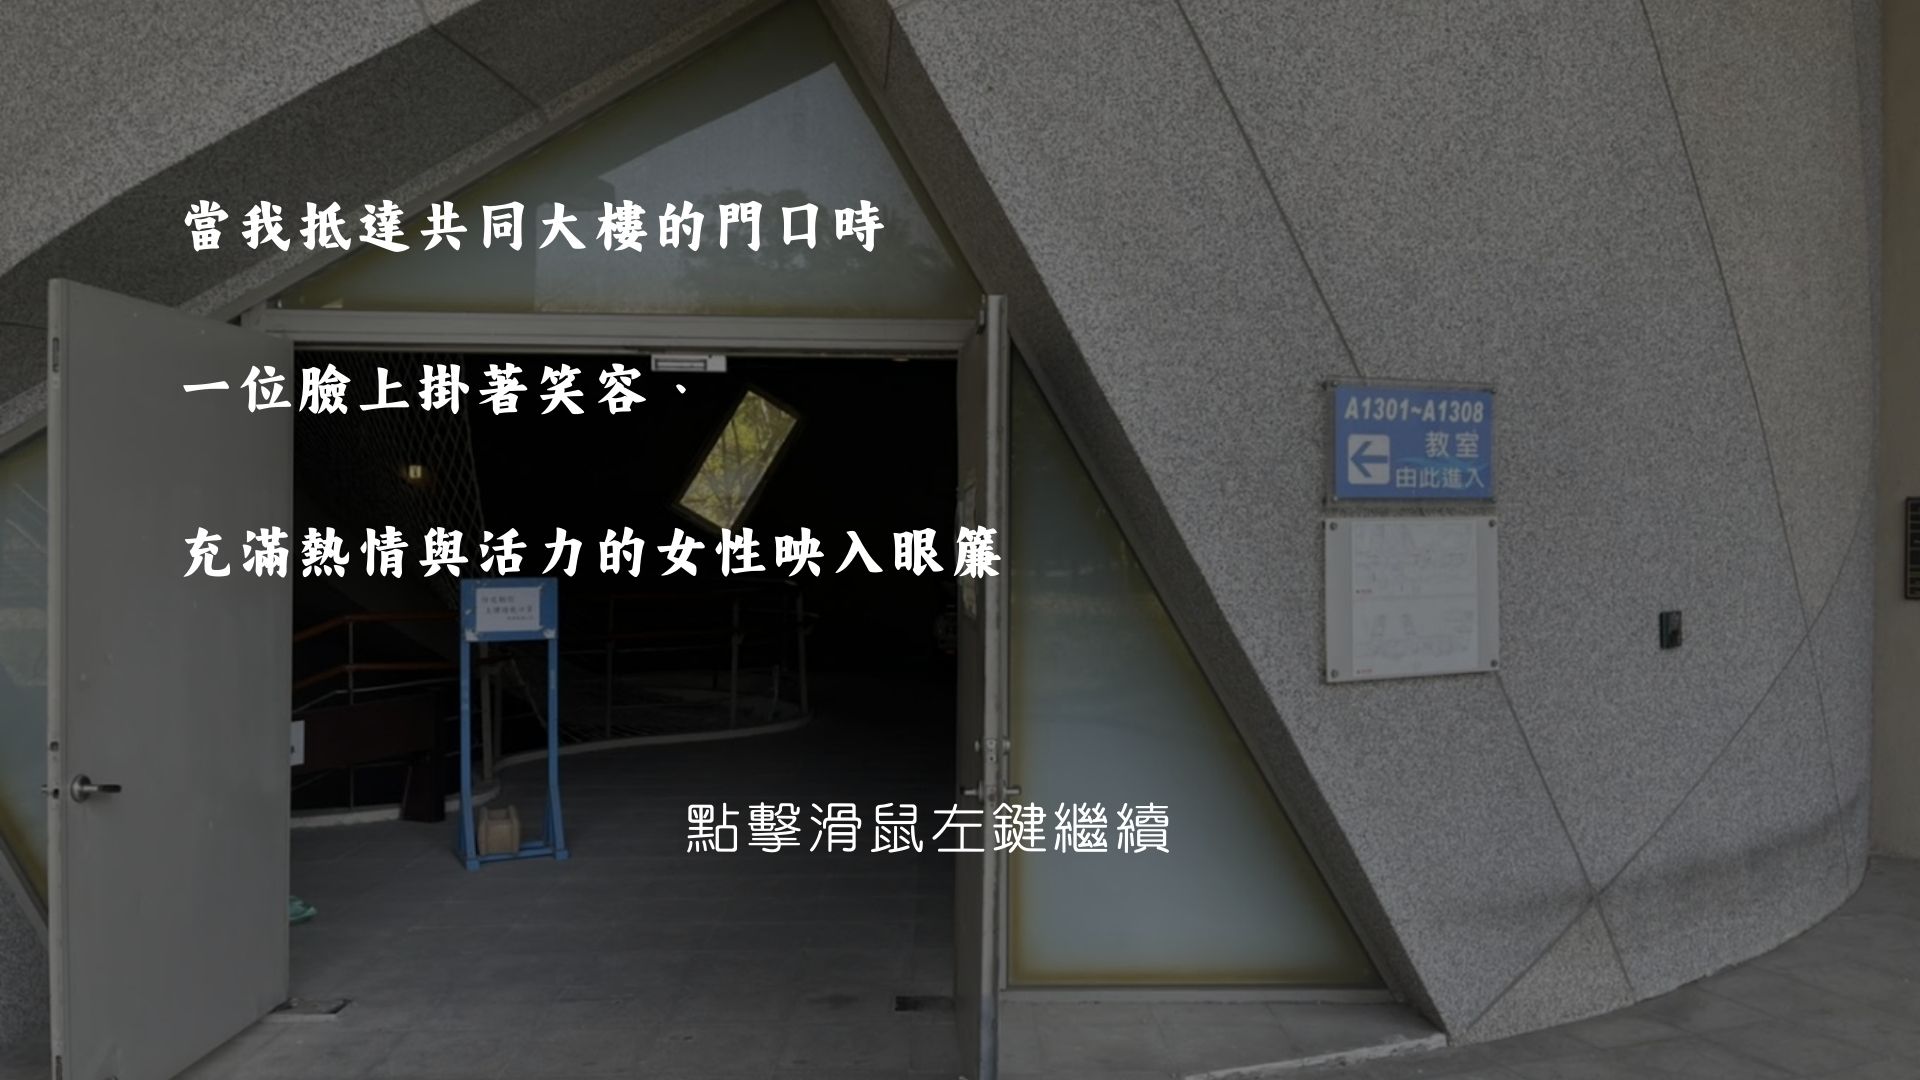 當我抵達共同大樓的門口時
一位臉上掛著笑容、
充滿熱情與活力的女性映入眼簾
A1301~A1308
教室
由此進入
點擊滑鼠左鍵繼續